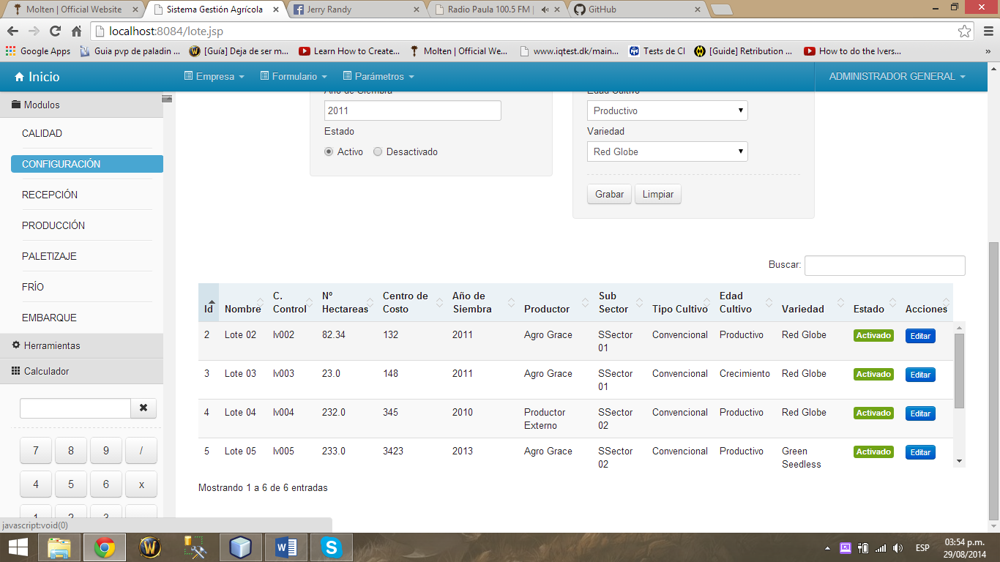 Molten | Official Website
Sistema Gestión Agrícola
Jerry Randy
Radio Paula 100.5 FM |
GitHub
localhost:8084/lote.jsp
Google Apps
Guia pvp de paladin ...
[Guía] Deja de ser m...
Learn How to Create...
Molten | Official We...
www.iqtest.dk/main...
Tests de CI
[Guide] Retribution ...
How to do the Ivers...
»
Inicio
Empresa
Formulario
Parámetros
ADMINISTRADOR GENERAL
Modulos
CALIDAD
CONFIGURACIÓN
RECEPCIÓN
PRODUCCIÓN
PALETIZAJE
FRÍO
EMBARQUE
Herramientas
Calculador
7 8 9 /
4 5 6 x
1 2 3
Año de Siembra
2011
Estado
Activo Desactivado
Edad Cultivo
Productivo
Variedad
Red Globe
Grabar Limpiar
Buscar:
Id Nombre C. Control Nº Hectareas Centro de Costo Año de Siembra Productor Sub Sector Tipo Cultivo Edad Cultivo Variedad Estado Acciones
2 Lote 02 lv002 82.34 132 2011 Agro Grace SSector 01 Convencional Productivo Red Globe Activado Editar
3 Lote 03 lv003 23.0 148 2011 Agro Grace SSector 01 Convencional Crecimiento Red Globe Activado Editar
4 Lote 04 lv004 232.0 345 2010 Productor Externo SSector 02 Convencional Productivo Red Globe Activado Editar
5 Lote 05 lv005 233.0 3423 2013 Agro Grace SSector 02 Convencional Productivo Green Seedless Activado Editar
Mostrando 1 a 6 de 6 entradas
javascript:void(0)
ESP
03:54 p.m.
29/08/2014